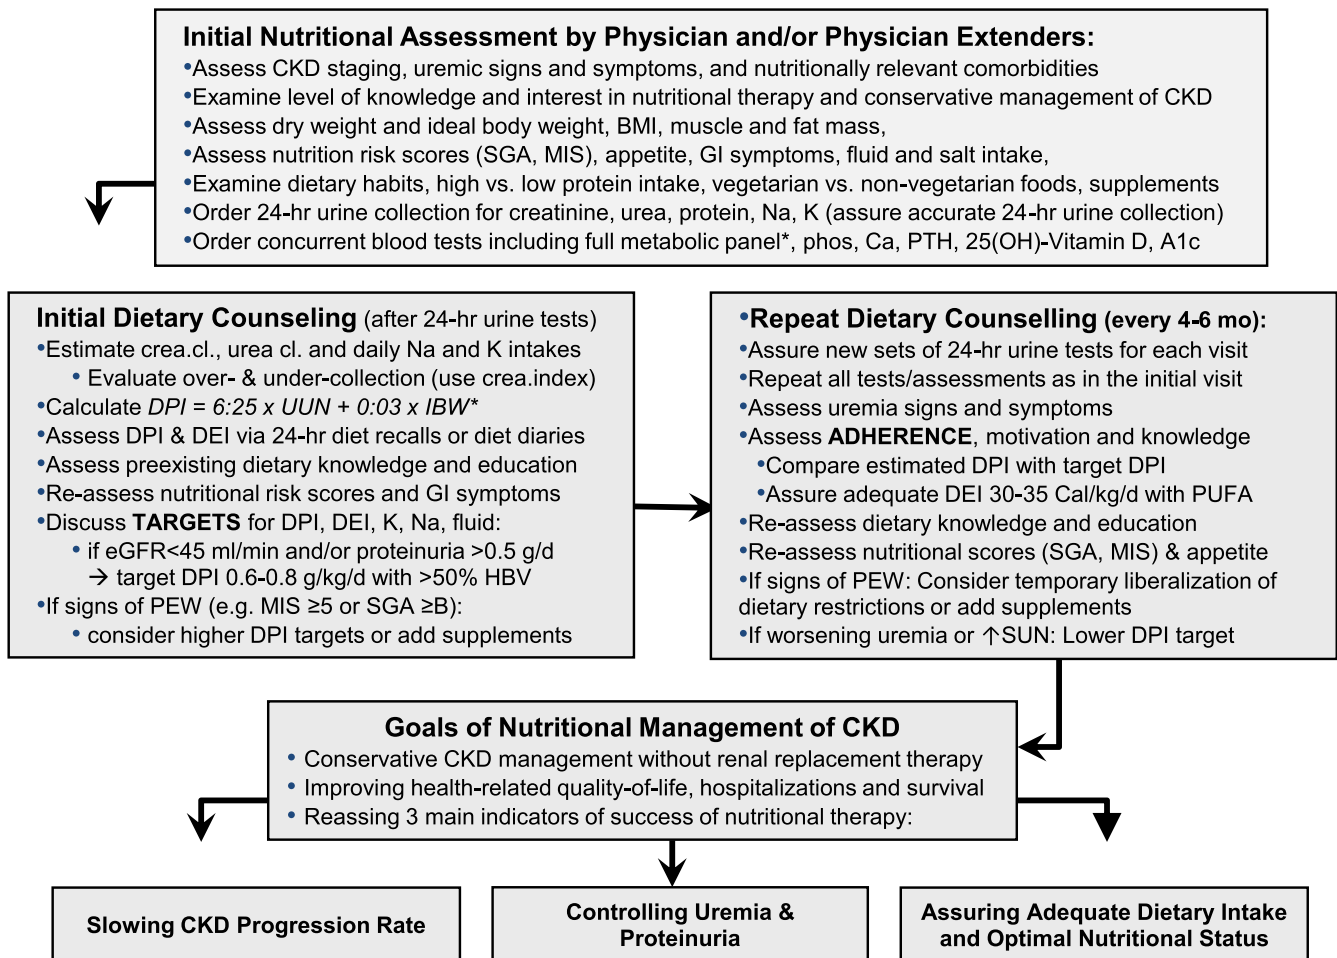 Initial Nutritional Assessment by Physician and/or Physician Extenders:
•Assess CKD staging, uremic signs and symptoms, and nutritionally relevant comorbidities
•Examine level of knowledge and interest in nutritional therapy and conservative management of CKD
•Assess dry weight and ideal body weight, BMI, muscle and fat mass,
•Assess nutrition risk scores (SGA, MIS), appetite, GI symptoms, fluid and salt intake,
•Examine dietary habits, high vs. low protein intake, vegetarian vs. non-vegetarian foods, supplements
•Order 24-hr urine collection for creatinine, urea, protein, Na, K (assure accurate 24-hr urine collection)
•Order concurrent blood tests including full metabolic panel*, phos, Ca, PTH, 25(OH)-Vitamin D, A1c
Initial Dietary Counseling (after 24-hr urine tests)
•Estimate crea.cl., urea cl. and daily Na and K intakes
• Evaluate over- & under-collection (use crea.index)
•Calculate DPI = 6:25 x UUN + 0:03 x IBW*
•Assess DPI & DEI via 24-hr diet recalls or diet diaries
•Assess preexisting dietary knowledge and education
•Re-assess nutritional risk scores and GI symptoms
•Discuss TARGETS for DPI, DEI, K, Na, fluid:
• if eGFR<45 ml/min and/or proteinuria >0.5 g/d
→ target DPI 0.6-0.8 g/kg/d with >50% HBV
•If signs of PEW (e.g. MIS ≥5 or SGA ≥B):
• consider higher DPI targets or add supplements
•Repeat Dietary Counselling (every 4-6 mo):
•Assure new sets of 24-hr urine tests for each visit
•Repeat all tests/assessments as in the initial visit
•Assess uremia signs and symptoms
•Assess ADHERENCE, motivation and knowledge
•Compare estimated DPI with target DPI
•Assure adequate DEI 30-35 Cal/kg/d with PUFA
•Re-assess dietary knowledge and education
•Re-assess nutritional scores (SGA, MIS) & appetite
•If signs of PEW: Consider temporary liberalization of
dietary restrictions or add supplements
•If worsening uremia or ↑SUN: Lower DPI target
Goals of Nutritional Management of CKD
• Conservative CKD management without renal replacement therapy
• Improving health-related quality-of-life, hospitalizations and survival
• Reassing 3 main indicators of success of nutritional therapy:
Slowing CKD Progression Rate
Controlling Uremia &
Proteinuria
Assuring Adequate Dietary Intake
and Optimal Nutritional Status